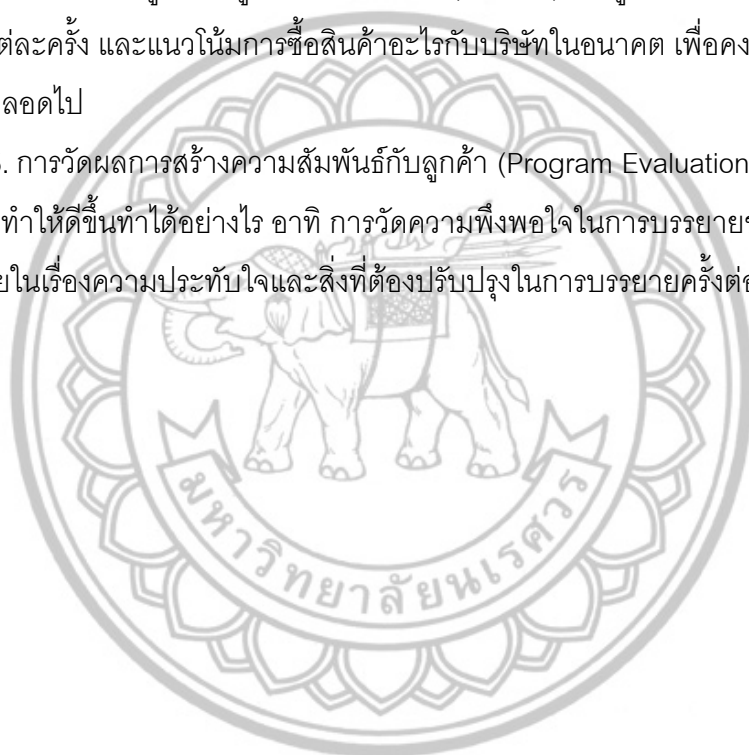 ต่ละครั้ง และแนวโน้มการซื้อสินค้าอะไรกับบริษัทในอนาคต เพื่อคง
ลอดไป
. การวัดผลการสร้างความสัมพันธ์กับลูกค้า (Program Evaluation
ทำให้ดีขึ้นทำได้อย่างไร อาทิ การวัดความพึงพอใจในการบรรยาย
ยในเรื่องความประทับใจและสิ่งที่ต้องปรับปรุงในการบรรยายครั้งต่อ
มหาวิทยาลัยนเรศวร